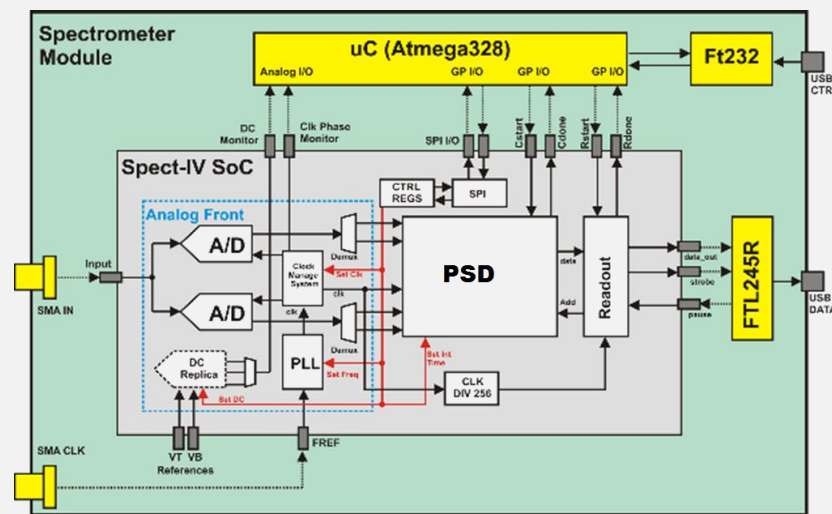 Spectrometer
Module
uC (Atmega328)
Analog I/O
GP I/O
GP I/O
GP I/O
Ft232
USB
CTR
DC
Monitor
Clk Phase
Monitor
SPI I/O
Cstart
Cdone
Rstart
Rdone
Spect-IV SoC
CTRL
REGS
SPI
Analog Front
A/D
Demux
Input
SMA IN
Clock
Manage
System
Set Clk
clk
PSD
data
Add
Readout
data_out
strobe
pause
FTL245R
USB
DATA
A/D
clk
Demux
DC
Replica
PLL
Set Freq
Set Int
Time
CLK
DIV 256
Set DC
SMA CLK
VT
VB
References
FREF